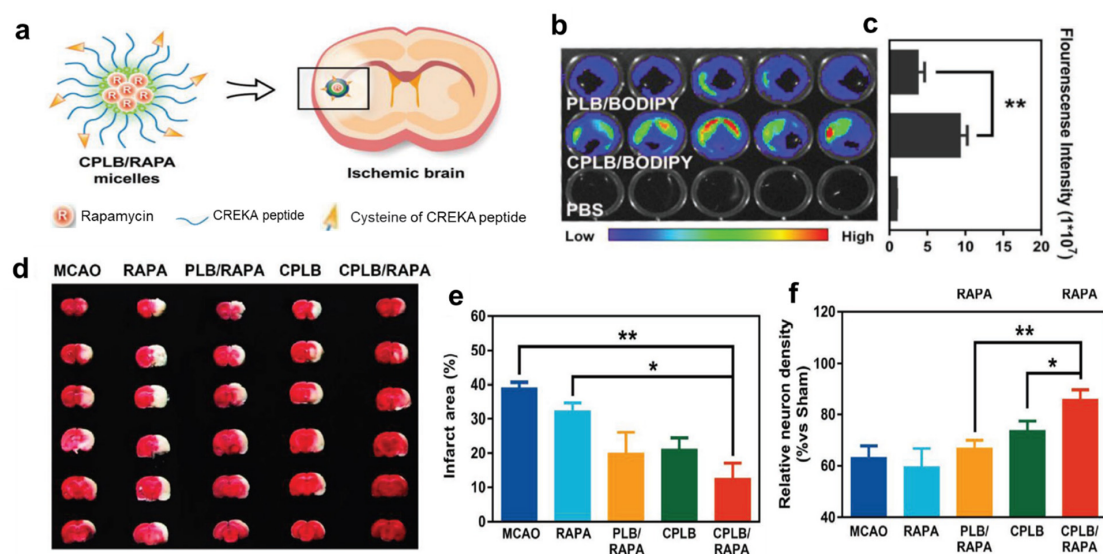 a
CPLB/RAPA
micelles
Ischemic brain
R Rapamycin
CREKA peptide
Cysteine of CREKA peptide
b
PLB/BODIPY
CPLB/BODIPY
PBS
Low
High
c
**
0 5 10 15 20
Flourenscense Intensity (1*10⁷)
d
MCAO RAPA PLB/RAPA CPLB CPLB/RAPA
e
Infarct area (%)
60
50
40
30
20
10
0
**
*
MCAO RAPA PLB/ CPLB CPLB/
RAPA RAPA
f
RAPA RAPA
Relative neuron density
(%vs Sham)
120
100
80
60
40
**
*
MCAO RAPA PLB/ CPLB CPLB/
RAPA RAPA